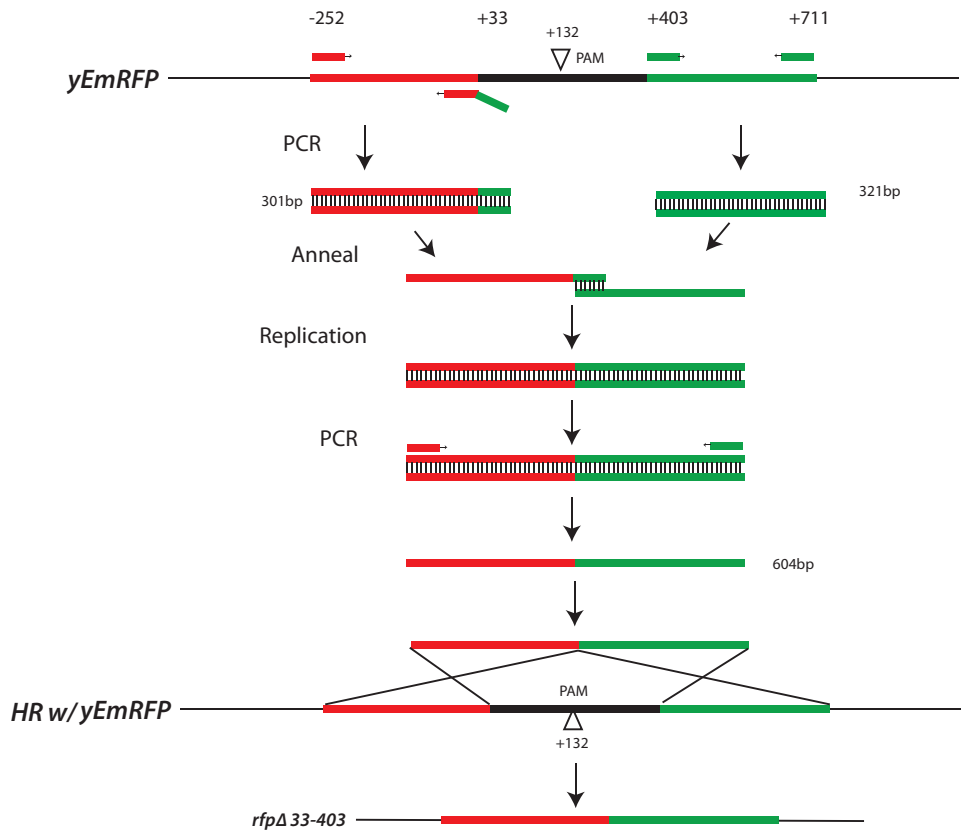 -252 +33 +403 +711
+132
PAM
yEmRFP
PCR
301bp
321bp
Anneal
Replication
PCR
604bp
PAM
HR w/ yEmRFP
+132
rfpΔ 33-403